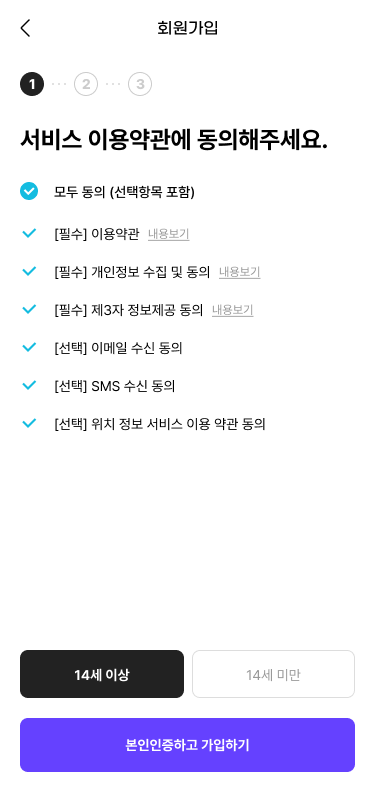 회원가입
1 ··· 2 ··· 3
서비스 이용약관에 동의해주세요.
모두 동의 (선택항목 포함)
[필수] 이용약관 내용보기
[필수] 개인정보 수집 및 동의 내용보기
[필수] 제3자 정보제공 동의 내용보기
[선택] 이메일 수신 동의
[선택] SMS 수신 동의
[선택] 위치 정보 서비스 이용 약관 동의
14세 이상 14세 미만
본인인증하고 가입하기